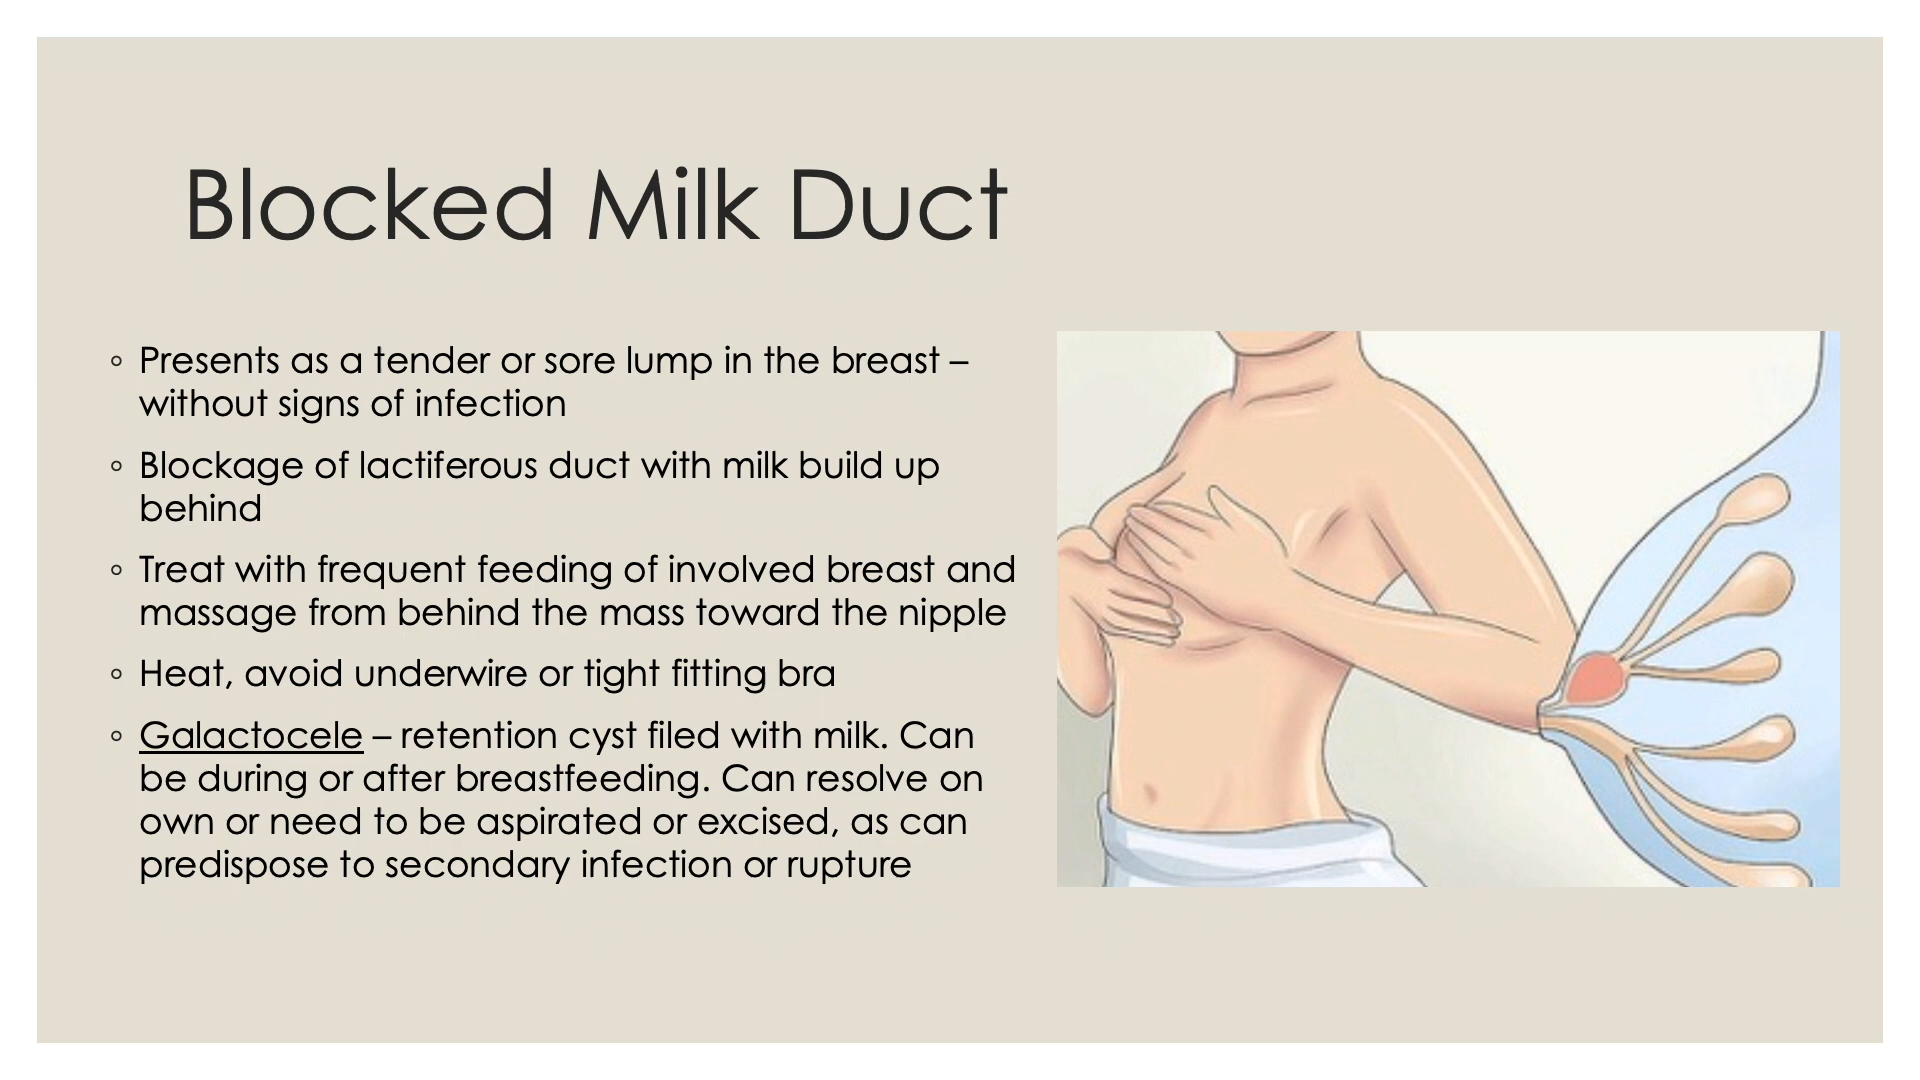 Blocked Milk Duct
◦ Presents as a tender or sore lump in the breast –
without signs of infection
◦ Blockage of lactiferous duct with milk build up
behind
◦ Treat with frequent feeding of involved breast and
massage from behind the mass toward the nipple
◦ Heat, avoid underwire or tight fitting bra
◦ Galactocele – retention cyst filed with milk. Can
be during or after breastfeeding. Can resolve on
own or need to be aspirated or excised, as can
predispose to secondary infection or rupture